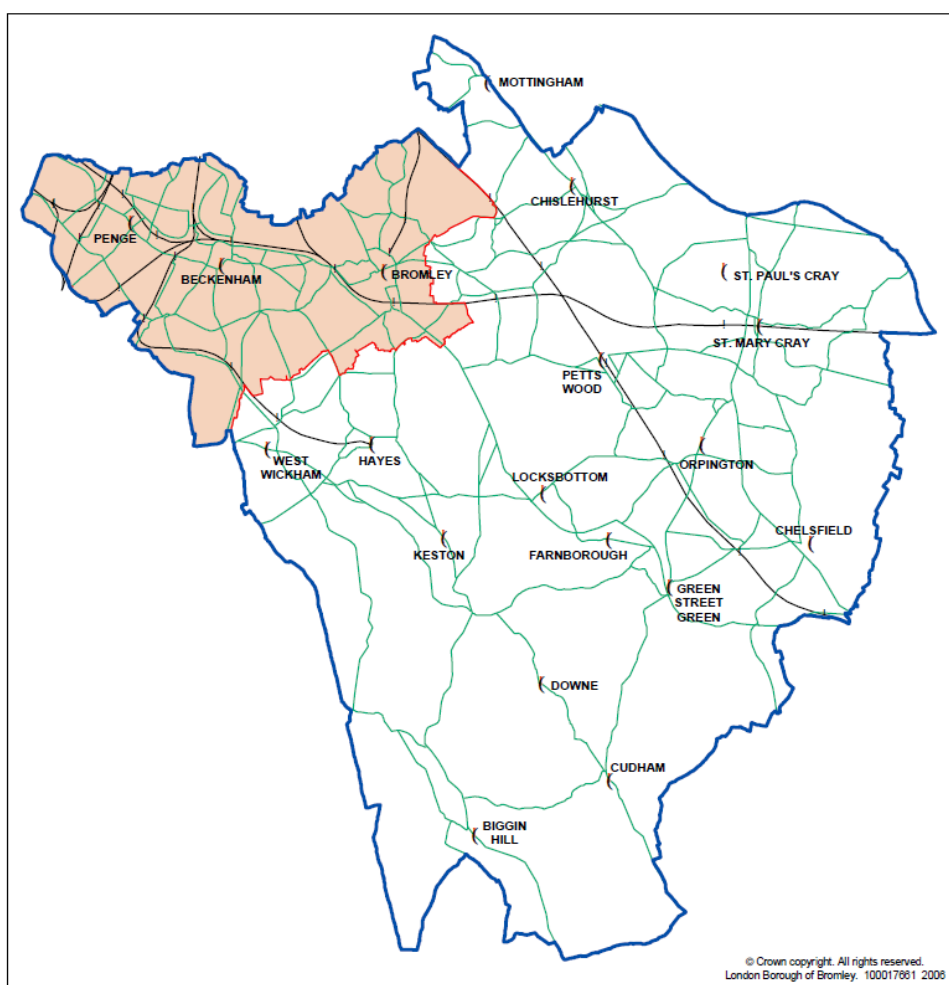 MOTTINGHAM
CHISLEHURST
PENGE
BECKENHAM
BROMLEY
ST. PAUL'S CRAY
ST. MARY CRAY
PETTS
WOOD
WEST
WICKHAM
HAYES
ORPINGTON
LOCKSBOTTOM
CHELSFIELD
KESTON
FARNBOROUGH
GREEN
STREET
GREEN
DOWNE
CUDHAM
BIGGIN
HILL
© Crown copyright. All rights reserved.
London Borough of Bromley. 100017661 2006